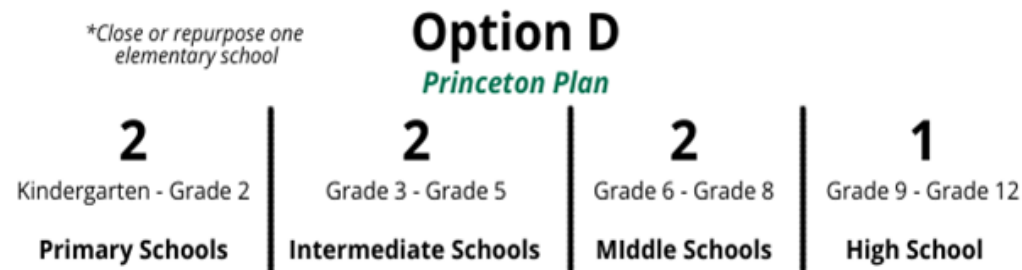 *Close or repurpose one
elementary school
Option D
Princeton Plan
2
Kindergarten - Grade 2
Primary Schools
2
Grade 3 - Grade 5
Intermediate Schools
2
Grade 6 - Grade 8
MIddle Schools
1
Grade 9 - Grade 12
High School